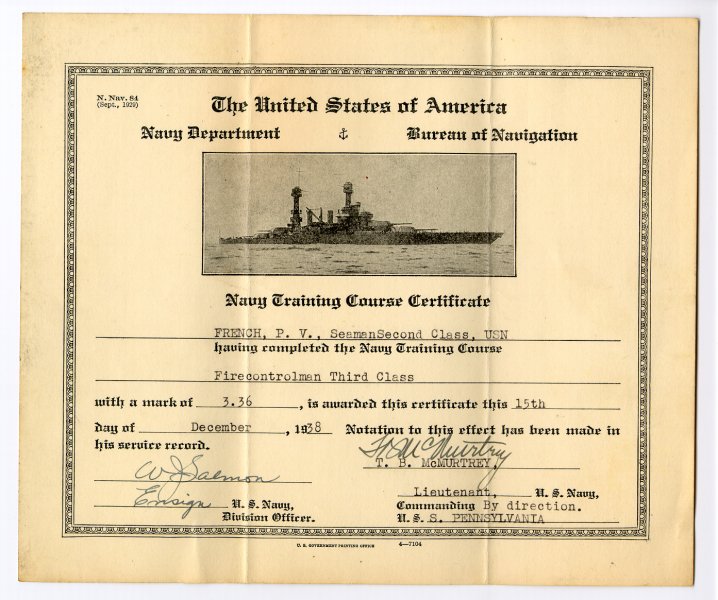 N. Nav. 84
(Sept., 1929)
The United States of America
Navy Department Bureau of Navigation
Navy Training Course Certificate
FRENCH, P. V., SeamanSecond Class, USN
having completed the Navy Training Course
Firecontrolman Third Class
with a mark of 3.36, is awarded this certificate this 15th
day of December, 1938 Notation to this effect has been made in
his service record.
T. B. McMurtrey
T. B. McMURTREY,
W J Salmon
Lieutenant, U. S. Navy,
Ensign U. S. Navy,
Commanding By direction.
Division Officer.
U. S. S. PENNSYLVANIA
U. S. GOVERNMENT PRINTING OFFICE 4—7104